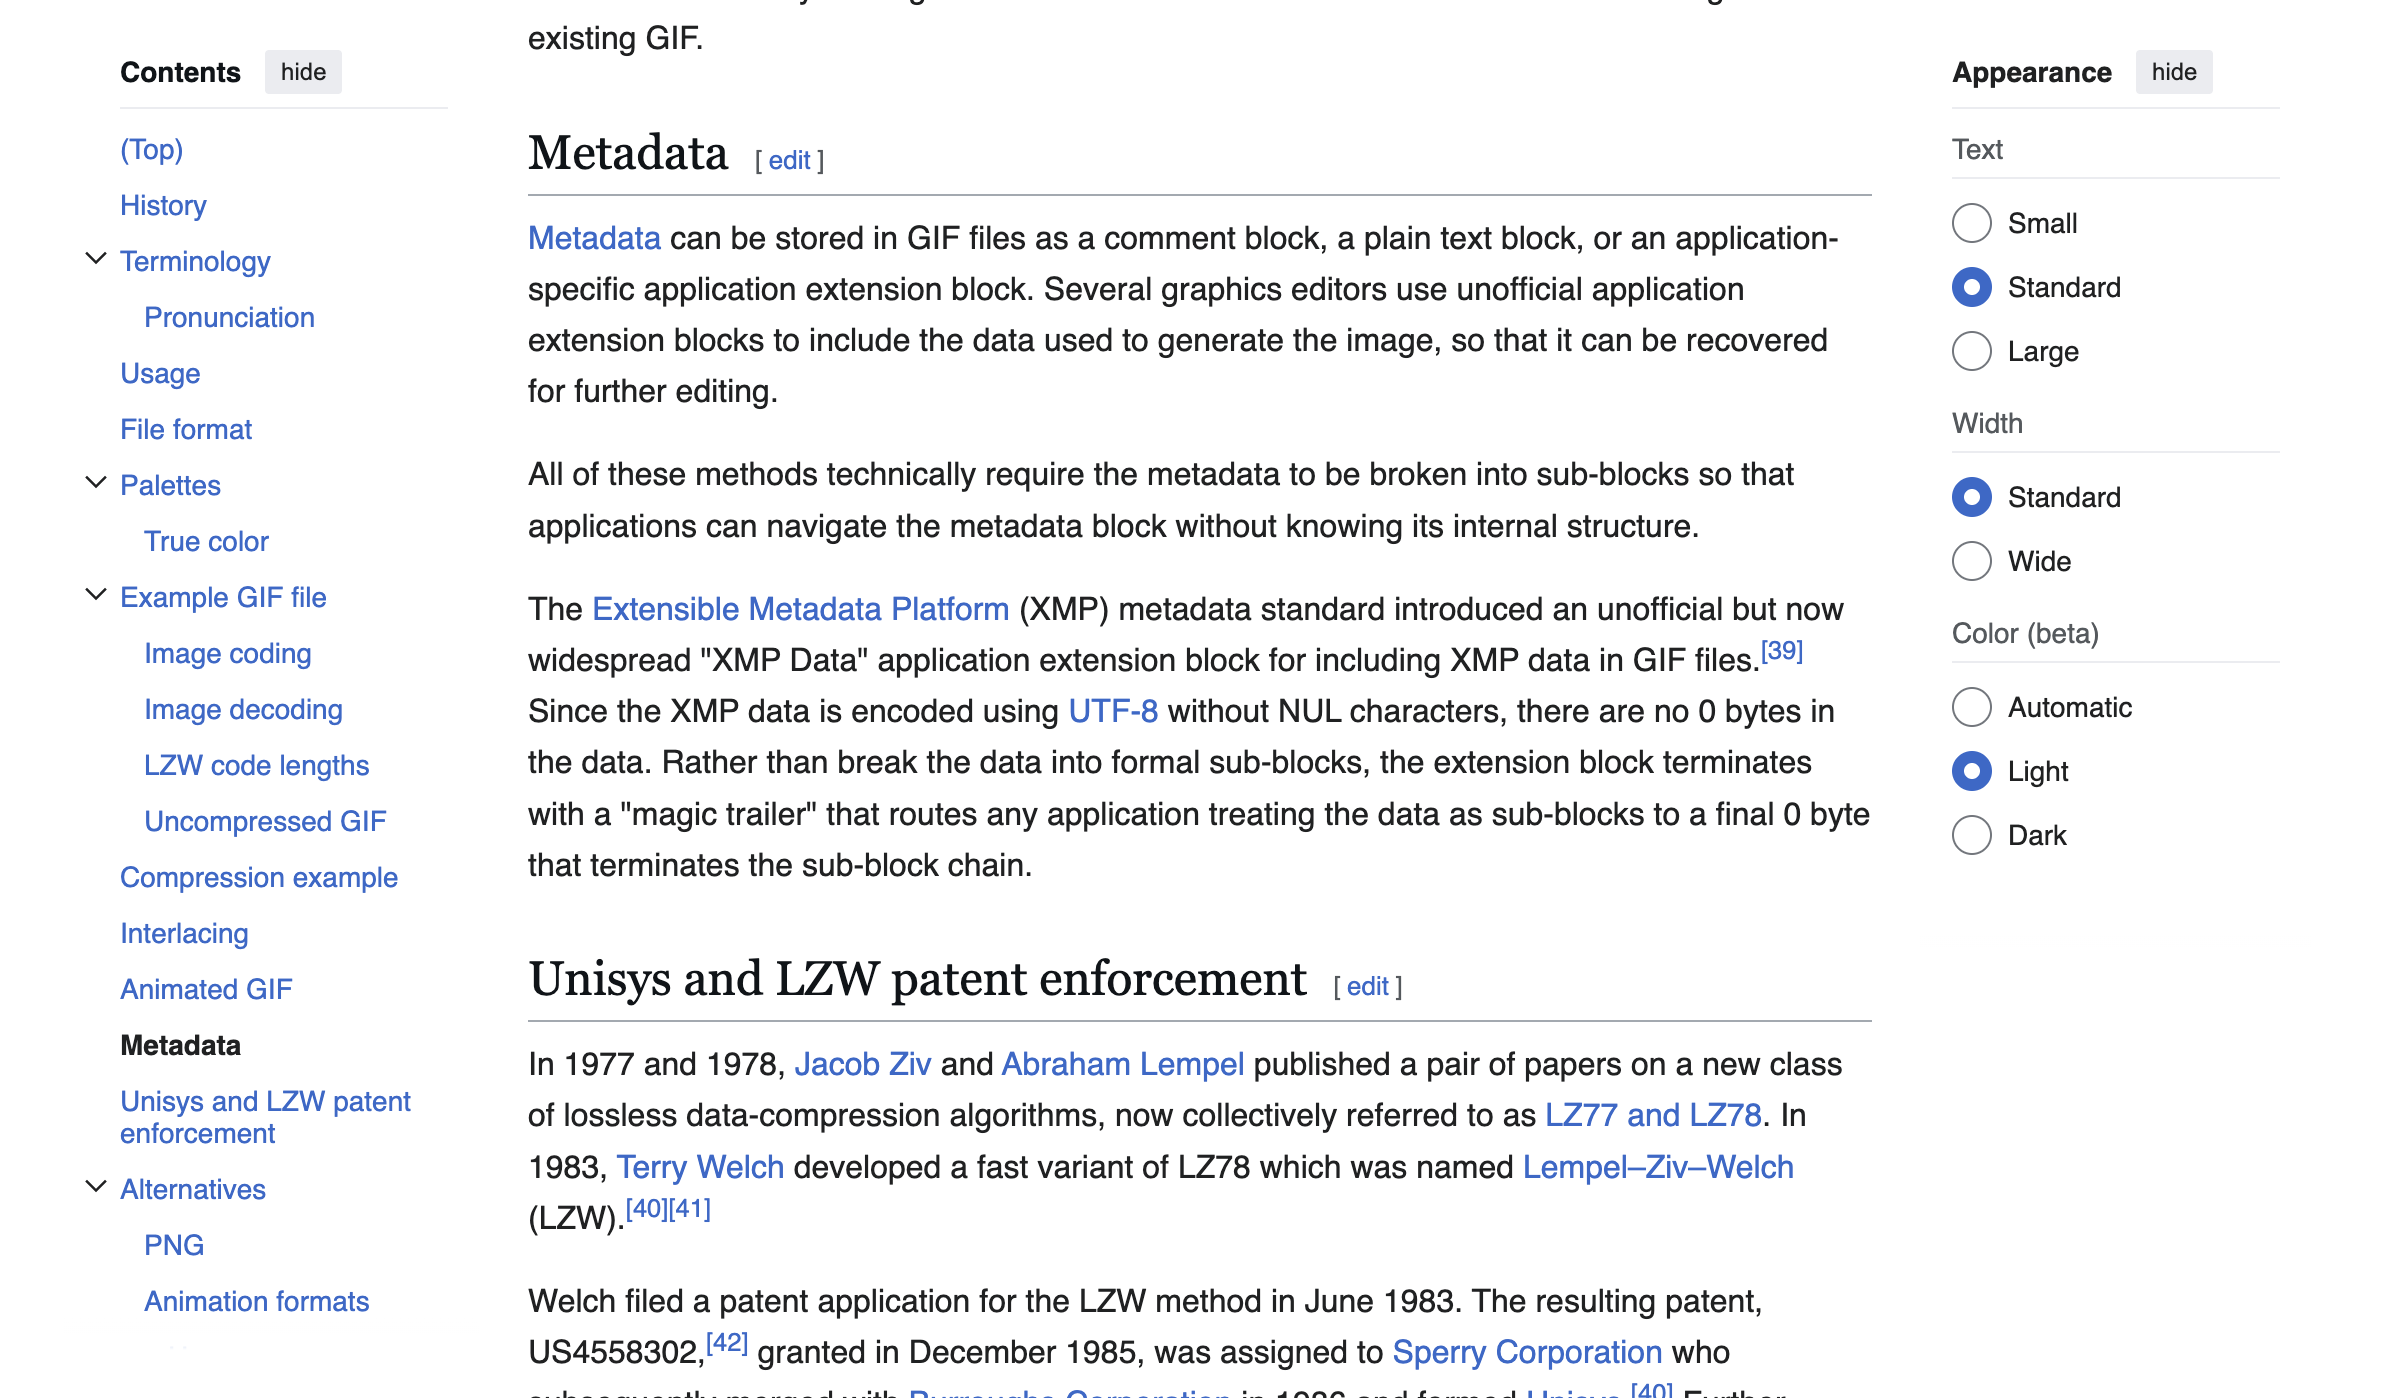 Contents hide
(Top)
History
Terminology
Pronunciation
Usage
File format
Palettes
True color
Example GIF file
Image coding
Image decoding
LZW code lengths
Uncompressed GIF
Compression example
Interlacing
Animated GIF
Metadata
Unisys and LZW patent
enforcement
Alternatives
PNG
Animation formats
existing GIF.
Metadata [ edit ]
Metadata can be stored in GIF files as a comment block, a plain text block, or an application-
specific application extension block. Several graphics editors use unofficial application
extension blocks to include the data used to generate the image, so that it can be recovered
for further editing.
All of these methods technically require the metadata to be broken into sub-blocks so that
applications can navigate the metadata block without knowing its internal structure.
The Extensible Metadata Platform (XMP) metadata standard introduced an unofficial but now
widespread "XMP Data" application extension block for including XMP data in GIF files.[39]
Since the XMP data is encoded using UTF-8 without NUL characters, there are no 0 bytes in
the data. Rather than break the data into formal sub-blocks, the extension block terminates
with a "magic trailer" that routes any application treating the data as sub-blocks to a final 0 byte
that terminates the sub-block chain.
Unisys and LZW patent enforcement [ edit ]
In 1977 and 1978, Jacob Ziv and Abraham Lempel published a pair of papers on a new class
of lossless data-compression algorithms, now collectively referred to as LZ77 and LZ78. In
1983, Terry Welch developed a fast variant of LZ78 which was named Lempel–Ziv–Welch
(LZW).[40][41]
Welch filed a patent application for the LZW method in June 1983. The resulting patent,
US4558302,[42] granted in December 1985, was assigned to Sperry Corporation who
subsequently merged with Burroughs Corporation in 1986 and formed Unisys.[40] Further
Appearance hide
Text
Small
Standard
Large
Width
Standard
Wide
Color (beta)
Automatic
Light
Dark